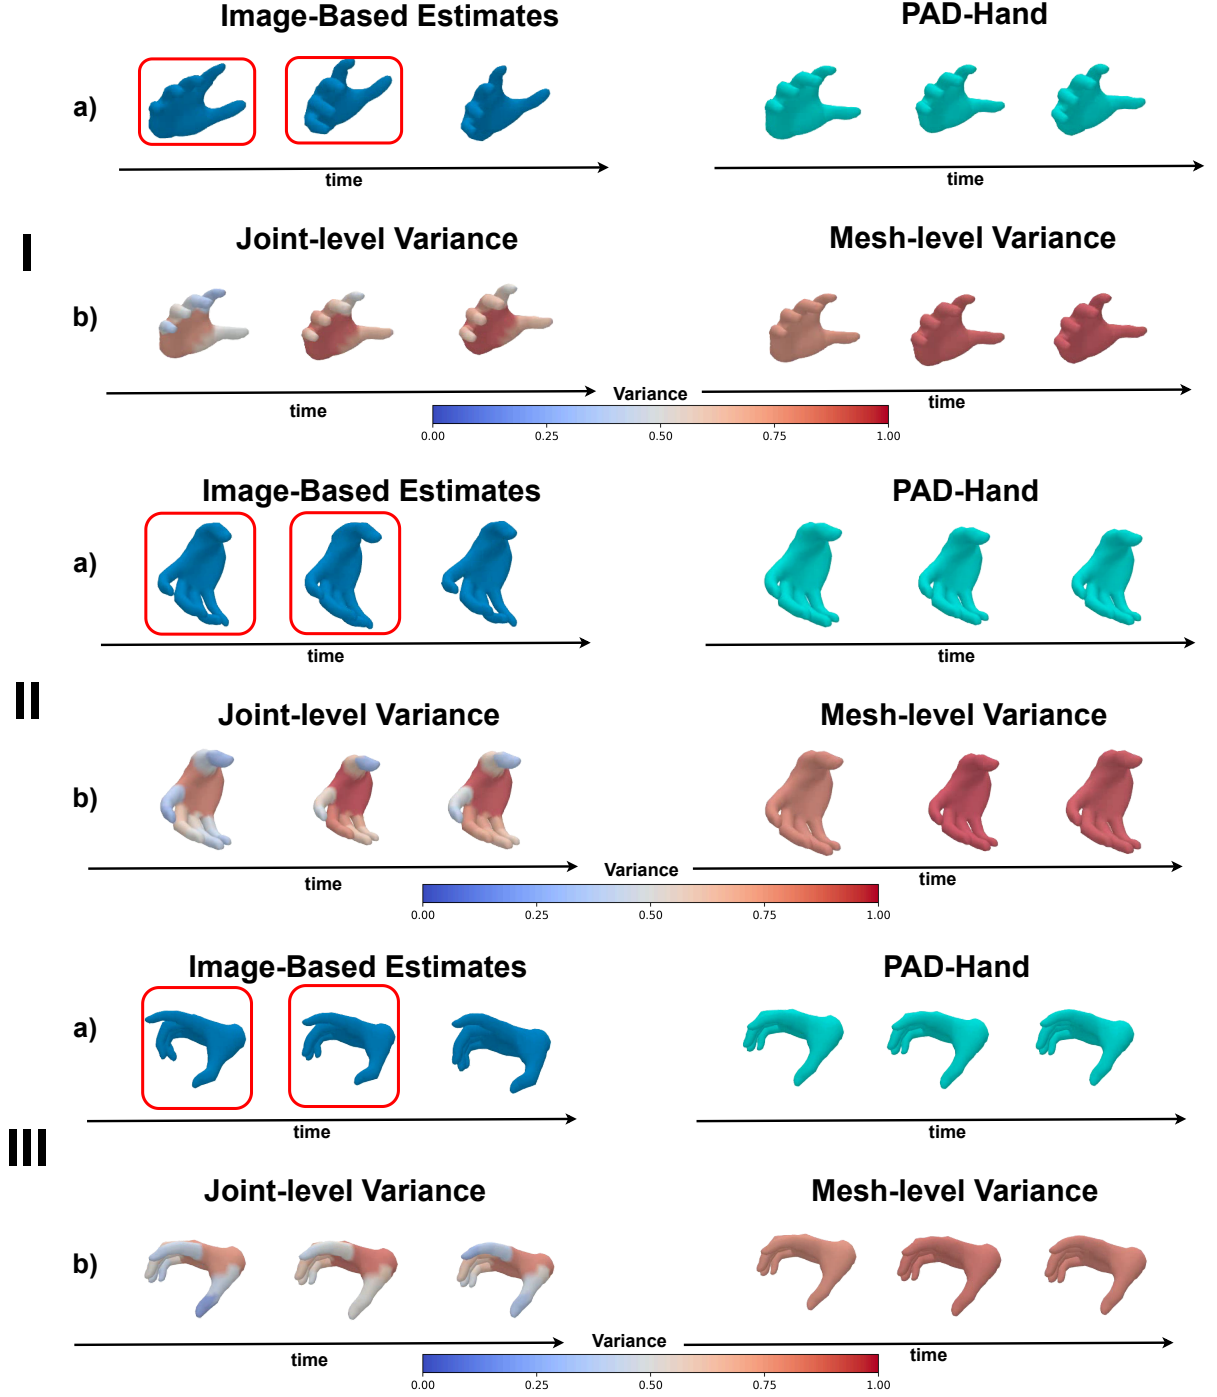 Image-Based Estimates
PAD-Hand
a)
time
time
I
Joint-level Variance
Mesh-level Variance
b)
time
Variance
time
0.00 0.25 0.50 0.75 1.00
Image-Based Estimates
PAD-Hand
a)
time
time
II
Joint-level Variance
Mesh-level Variance
b)
time
Variance
time
0.00 0.25 0.50 0.75 1.00
Image-Based Estimates
PAD-Hand
a)
time
time
III
Joint-level Variance
Mesh-level Variance
b)
time
Variance
time
0.00 0.25 0.50 0.75 1.00